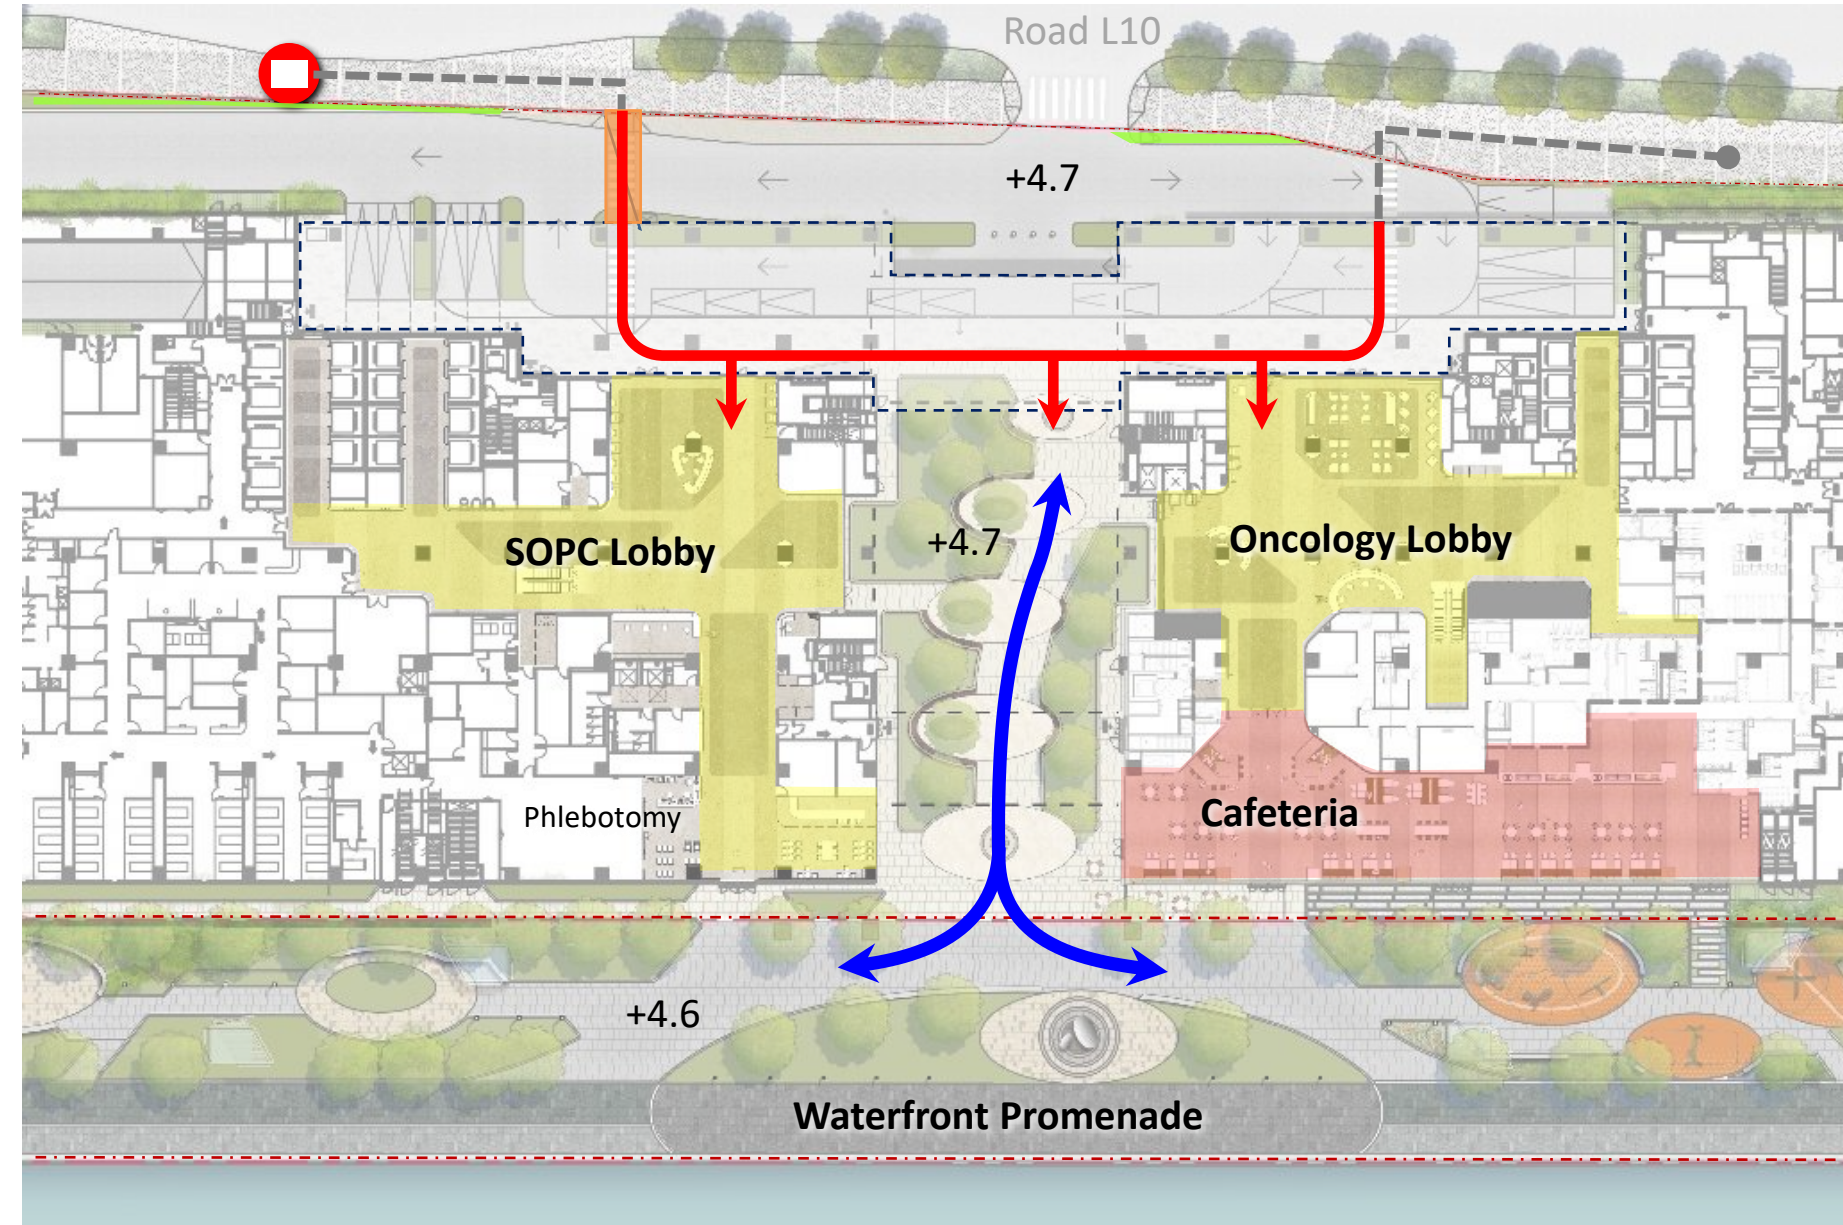 Road L10
+4.7
SOPC Lobby
+4.7
Oncology Lobby
Phlebotomy
Cafeteria
+4.6
Waterfront Promenade